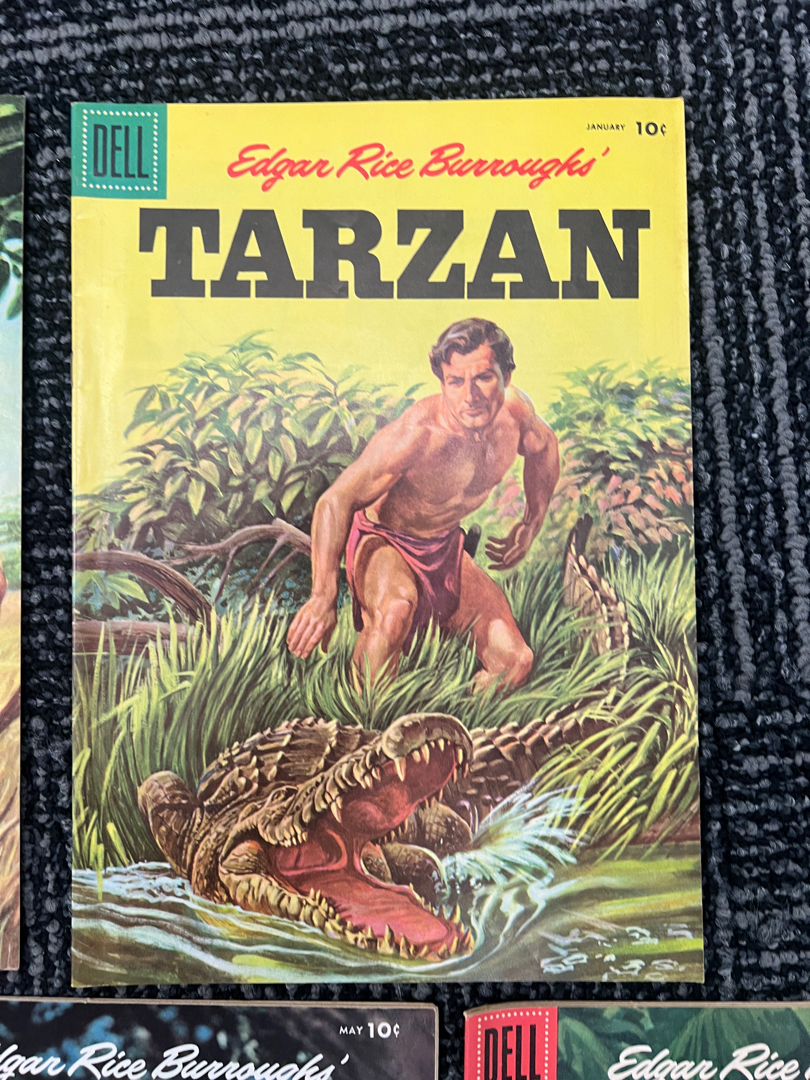 DELL
JANUARY 10¢
Edgar Rice Burroughs'
TARZAN
MAY 10¢
Edgar Rice Burroughs'
DELL
Edgar Rice